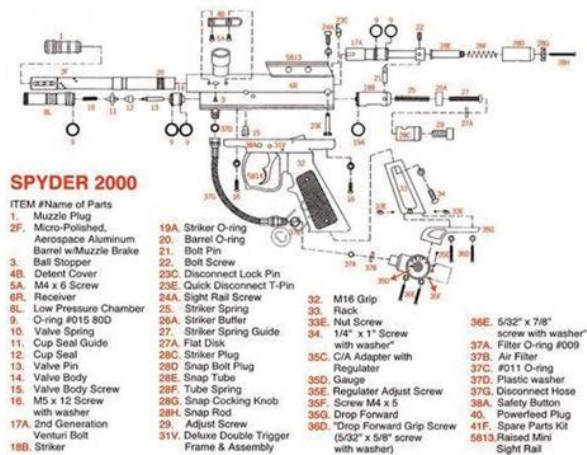 SPYDER 2000
ITEM #Name of Parts
1. Muzzle Plug
2F. Micro-Polished,
Aerospace Aluminum
Barrel w/Muzzle Brake
3. Ball Stopper
4B. Detent Cover
5A. M4 x 6 Screw
6R. Receiver
8L. Low Pressure Chamber
9. O-ring #015 80D
10. Valve Spring
11. Cup Seal Guide
12. Cup Seal
13. Valve Pin
14. Valve Body
15. Valve Body Screw
16. M5 x 12 Screw
with washer
17A. 2nd Generation
Venturi Bolt
18B. Striker
19A. Striker O-ring
20. Barrel O-ring
21. Bolt Pin
22. Bolt Screw
23C. Disconnect Lock Pin
23E. Quick Disconnect T-Pin
24A. Sight Rail Screw
25. Striker Spring
26A. Striker Buffer
27. Striker Spring Guide
27A. Flat Disk
28C. Striker Plug
28D Snap Bolt Plug
28E. Snap Tube
28F. Tube Spring
28G. Snap Cocking Knob
28H. Snap Rod
29. Adjust Screw
31V. Deluxe Double Trigger
Frame & Assembly
32. M16 Grip
33. Rack
33E. Nut Screw
34. 1/4" x 1" Screw
with washer"
35C. C/A Adapter with
Regulater
35D. Gauge
35E. Regulater Adjust Screw
35F. Screw M4 x 5
35G. Drop Forward
36D. "Drop Forward Grip Screw
(5/32" x 5/8" screw
with washer)
36E. 5/32" x 7/8"
screw with washer"
37A. Filter O-ring #009
37B. Air Filter
37C. #011 O-ring
37D. Plastic washer
37G. Disconnect Hose
38A. Safety Button
40. Powerfeed Plug
41F. Spare Parts Kit
5813.Raised Mini
Sight Rail